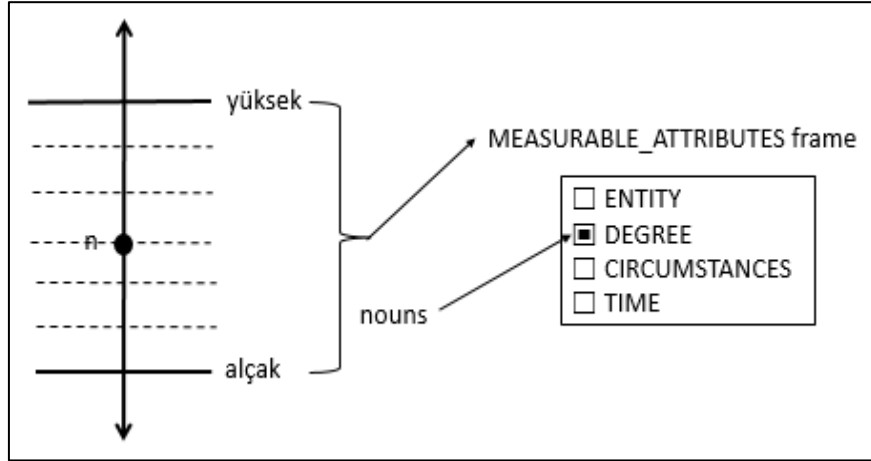 yüksek
MEASURABLE_ATTRIBUTES frame
ENTITY
DEGREE
n
CIRCUMSTANCES
nouns
TIME
alçak